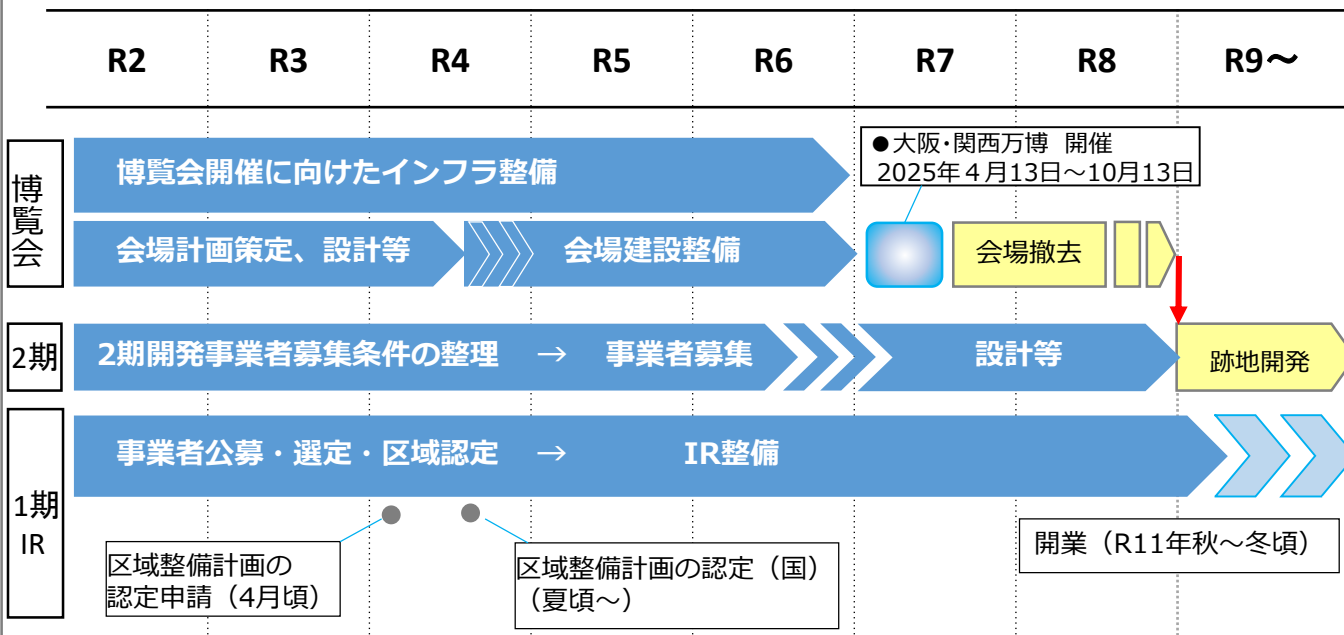 R2 R3 R4 R5 R6 R7 R8 R9～
博覧会
博覧会開催に向けたインフラ整備
●大阪･関西万博 開催
2025年４月13日～10月13日
会場計画策定、設計等
会場建設整備
会場撤去
2期
2期開発事業者募集条件の整理 → 事業者募集
設計等
跡地開発
1期
IR
事業者公募・選定・区域認定 → IR整備
区域整備計画の
認定申請（4月頃）
区域整備計画の認定（国）
（夏頃～）
開業（R11年秋～冬頃）